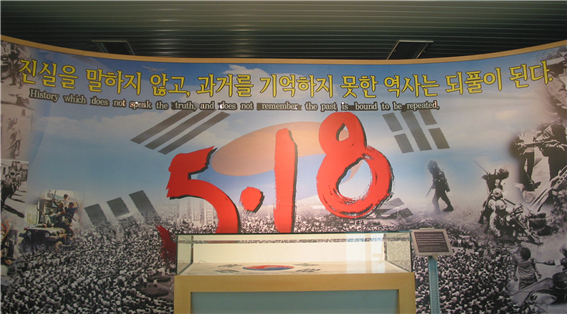 진실을 말하지 않고, 과거를 기억하지 못한 역사는 되풀이 된다.
History which does not speak the truth, and does not remember the past is bound to be repeated.
5·18